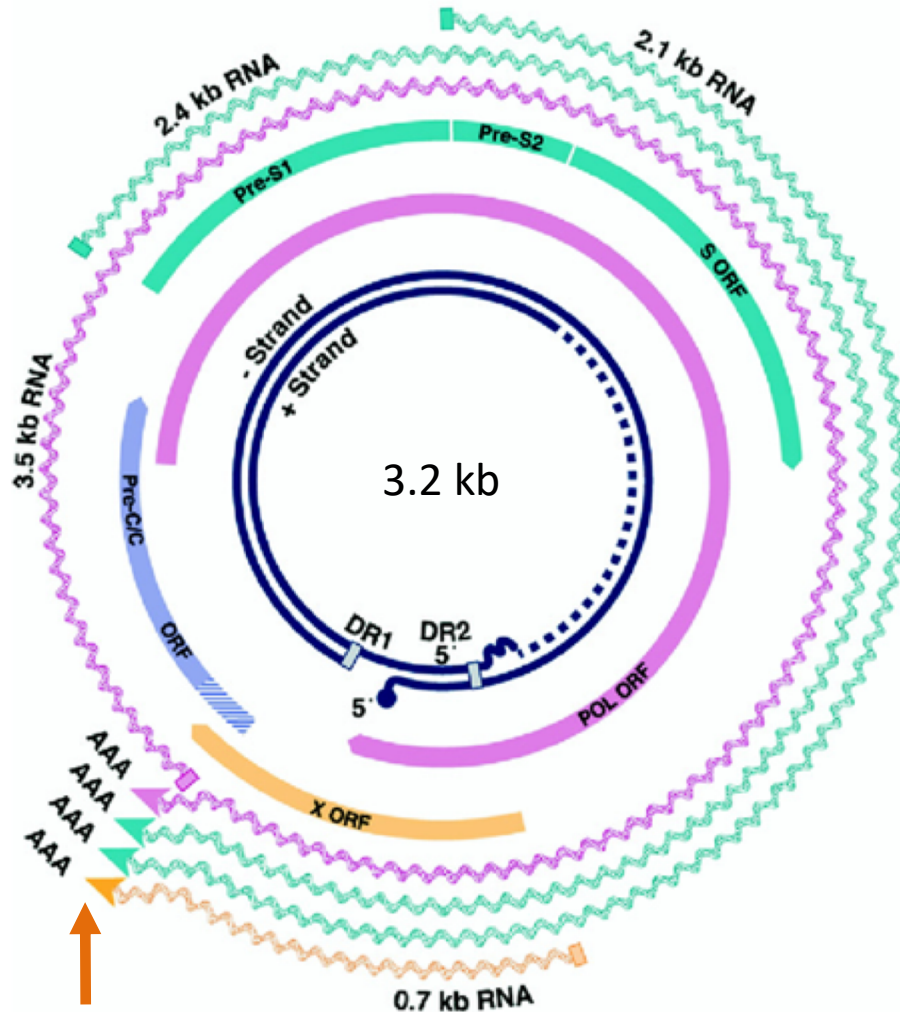 2.1 kb RNA
2.4 kb RNA
Pre-S1
Pre-S2
S ORF
- Strand
+ Strand
3.5 kb RNA
3.2 kb
Pre-C/C
ORF
DR1
DR2
5'
5'
POL ORF
X ORF
AAA
AAA
AAA
AAA
0.7 kb RNA